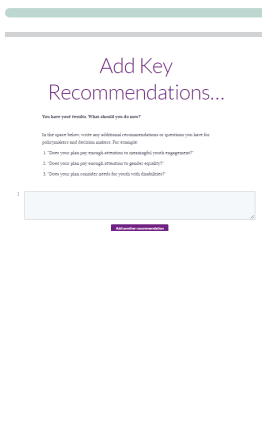 Add Key
Recommendations...
You have your results. What should you do now?
In the space below, write any additional recommendations or questions you have for
policymakers and decision makers. For example:
1. "Does your plan pay enough attention to meaningful youth engagement?"
2. "Does your plan pay enough attention to gender equality?"
3. "Does your plan consider needs for youth with disabilities?"
1
Add another recommendation